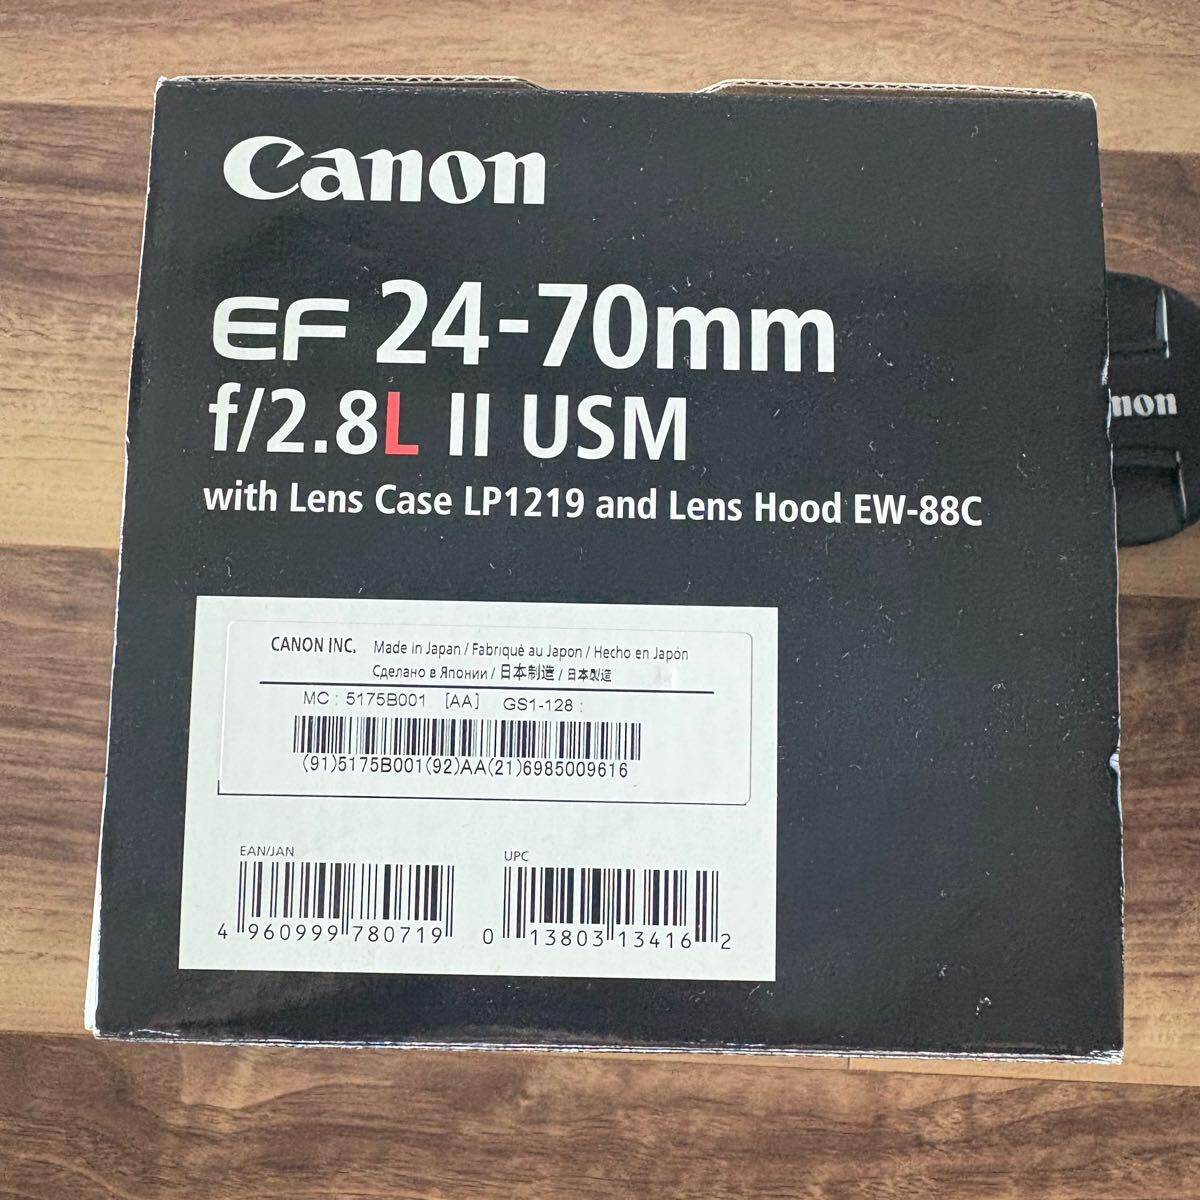 Canon
EF 24-70mm
f/2.8L II USM
with Lens Case LP1219 and Lens Hood EW-88C
non
CANON INC. Made in Japan / Fabriqué au Japon / Hecho en Japón
Сделано в Японии / 日本制造 / 日本製造
MC : 5175B001 [AA] GS1-128 :
(91)5175B001(92)AA(21)6985009616
EAN/JAN
4 960999 780719
UPC
0 13803 13416 2